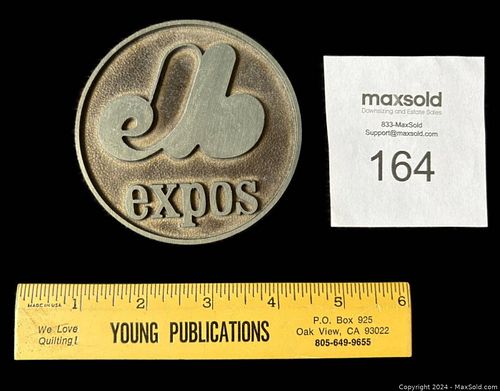 expos
maxsold
Downsizing and Estate Sales
833-MaxSold
Support@maxsold.com
164
MADE IN USA 1 2 3 4 5 6
We Love
Quilting!
YOUNG PUBLICATIONS
P.O. Box 925
Oak View, CA 93022
805-649-9655
Copyright 2024 - MaxSold.com